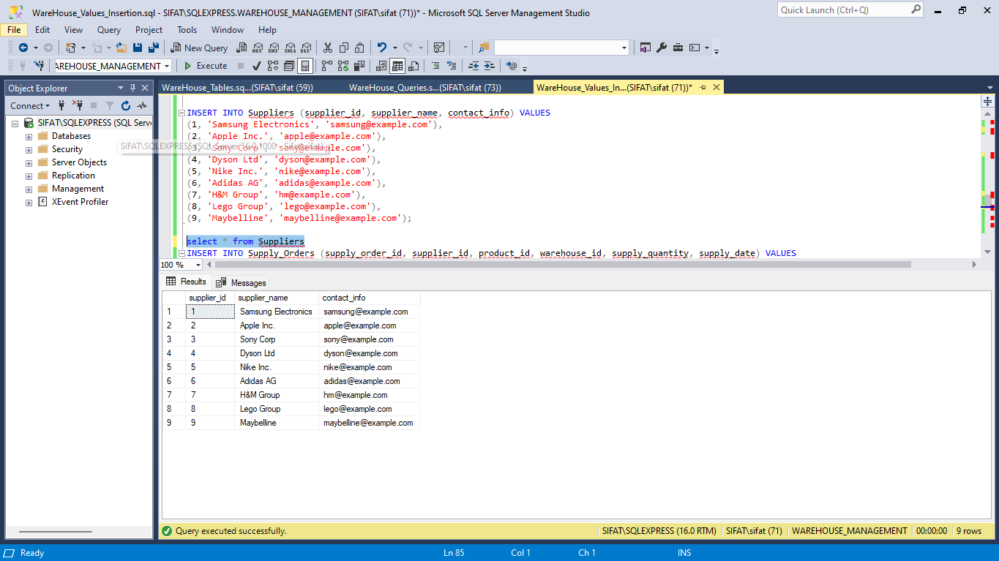 WareHouse_Values_Insertion.sql - SIFAT\SQLEXPRESS.WAREHOUSE_MANAGEMENT (SIFAT\sifat (71))* - Microsoft SQL Server Management Studio
Quick Launch (Ctrl+Q)
File Edit View Query Project Tools Window Help
New Query
MDX DMX XMLA DAX
AREHOUSE_MANAGEMENT Execute
Object Explorer
WareHouse_Tables.sq...(SIFAT\sifat (59)) WareHouse_Queries.s...(SIFAT\sifat (73)) WareHouse_Values_In...(SIFAT\sifat (71))*
Connect
SIFAT\SQLEXPRESS (SQL Serve
Databases
Security
Server Objects
Replication
Management
XEvent Profiler
INSERT INTO Suppliers (supplier_id, supplier_name, contact_info) VALUES
(1, 'Samsung Electronics', 'samsung@example.com'),
(2, 'Apple Inc.', 'apple@example.com'),
(3, 'Sony Corp', 'sony@example.com'),
(4, 'Dyson Ltd', 'dyson@example.com'),
(5, 'Nike Inc.', 'nike@example.com'),
(6, 'Adidas AG', 'adidas@example.com'),
(7, 'H&M Group', 'hm@example.com'),
(8, 'Lego Group', 'lego@example.com'),
(9, 'Maybelline', 'maybelline@example.com');
select * from Suppliers
INSERT INTO Supply_Orders (supply_order_id, supplier_id, product_id, warehouse_id, supply_quantity, supply_date) VALUES
100 %
Results Messages
supplier_id supplier_name contact_info
1 1 Samsung Electronics samsung@example.com
2 2 Apple Inc. apple@example.com
3 3 Sony Corp sony@example.com
4 4 Dyson Ltd dyson@example.com
5 5 Nike Inc. nike@example.com
6 6 Adidas AG adidas@example.com
7 7 H&M Group hm@example.com
8 8 Lego Group lego@example.com
9 9 Maybelline maybelline@example.com
Query executed successfully. SIFAT\SQLEXPRESS (16.0 RTM) SIFAT\sifat (71) WAREHOUSE_MANAGEMENT 00:00:00 9 rows
Ready Ln 85 Col 1 Ch 1 INS